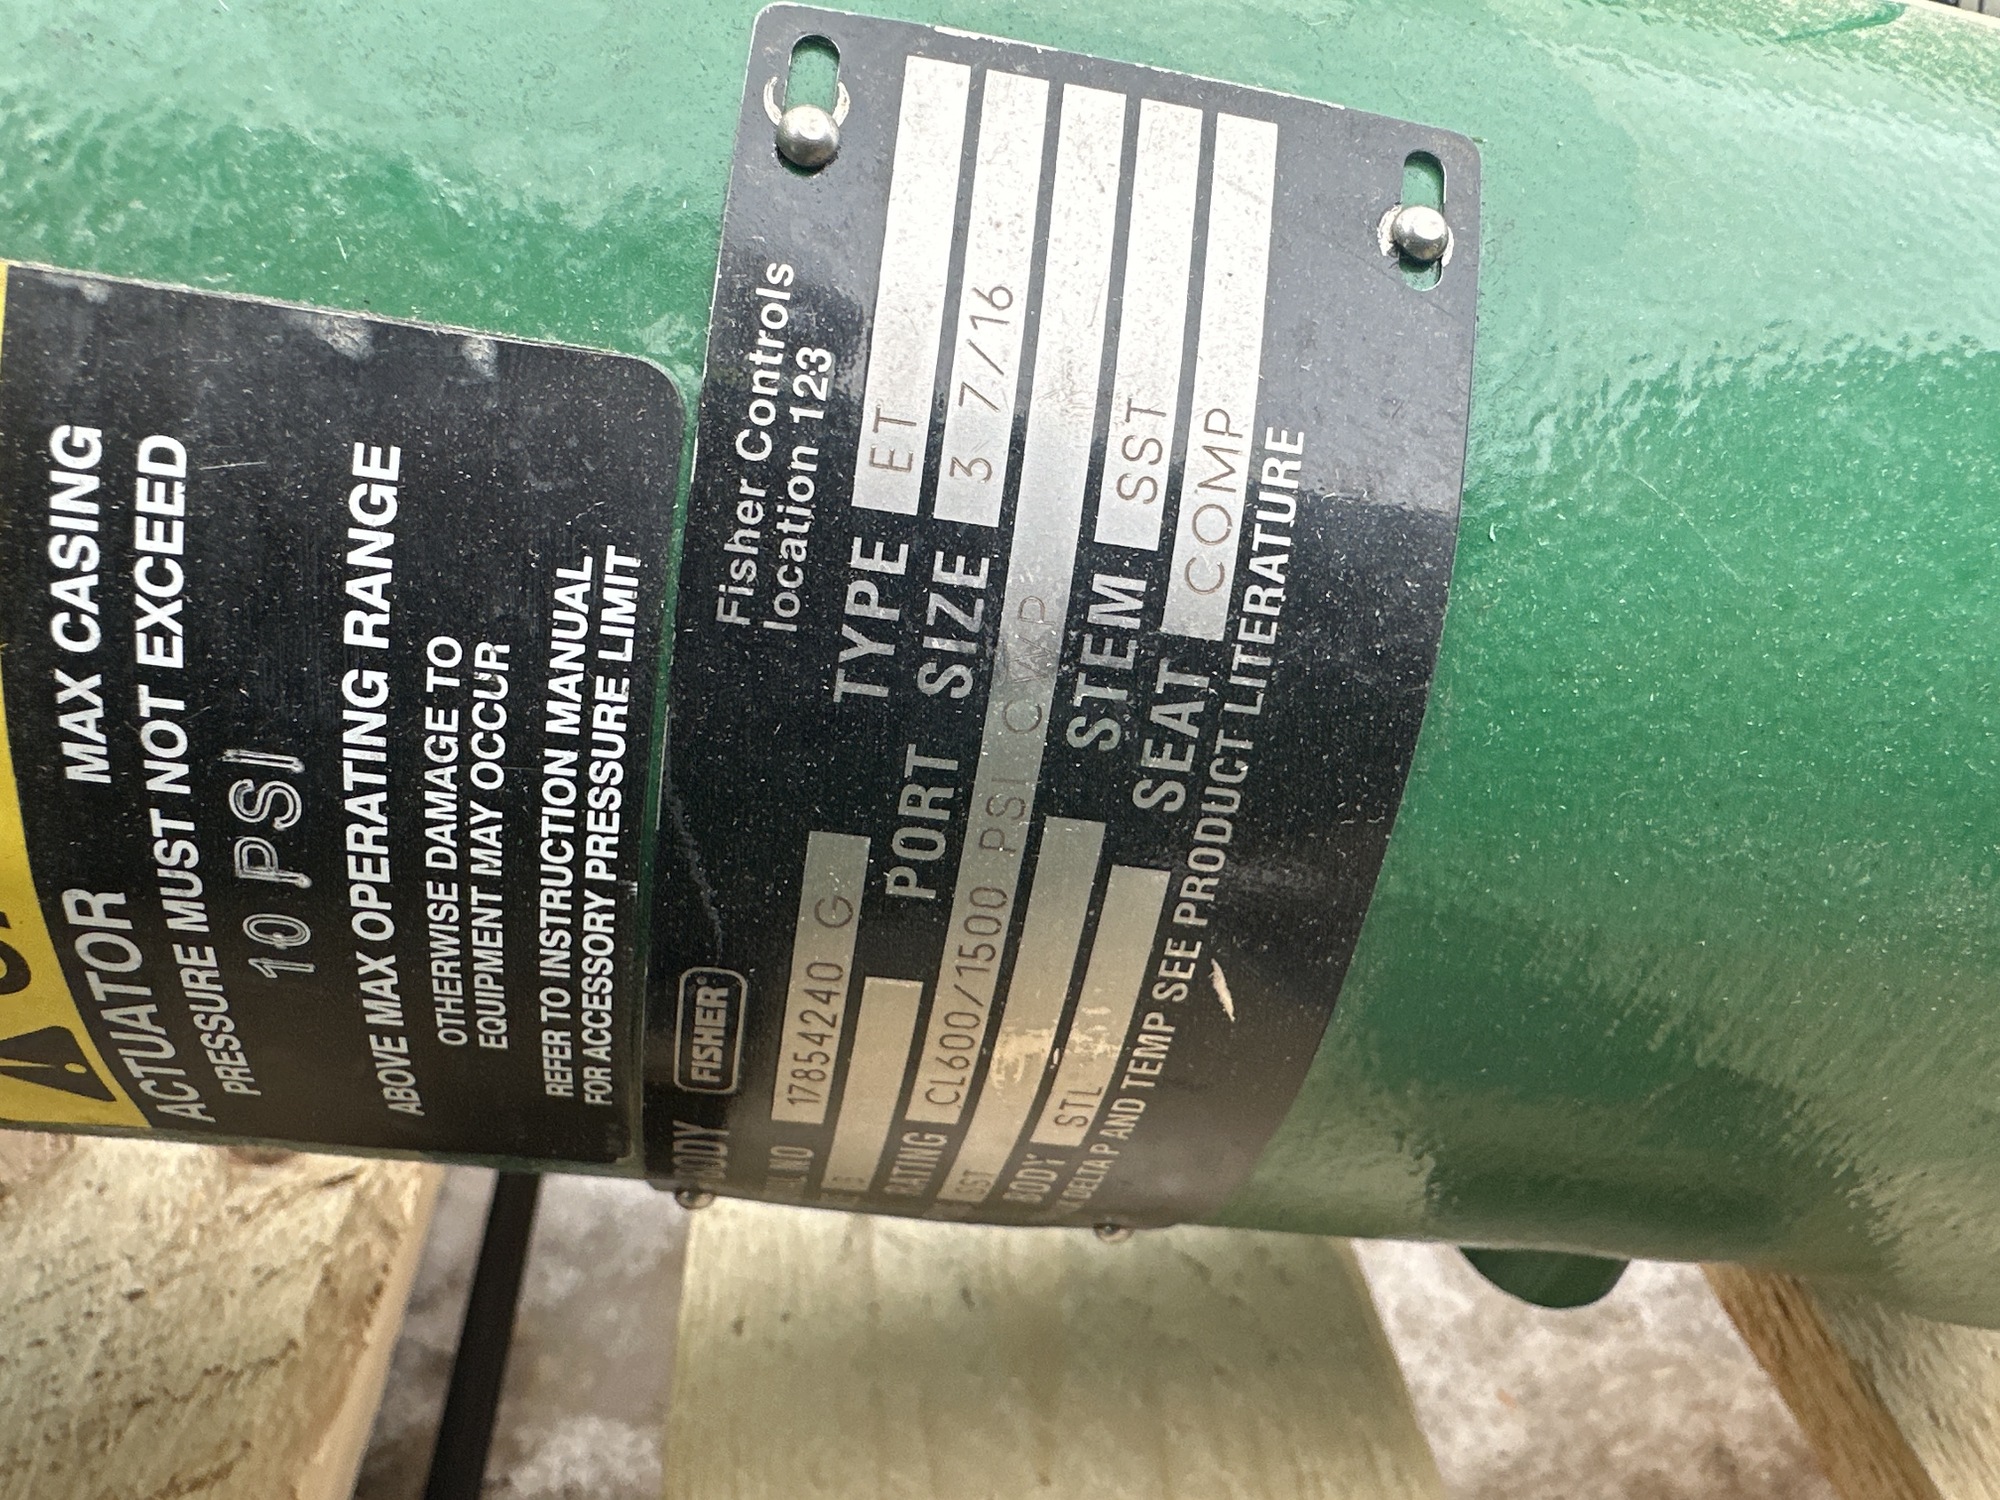 ACTUATOR MAX CASING
PRESSURE MUST NOT EXCEED
10 PSI
ABOVE MAX OPERATING RANGE
OTHERWISE DAMAGE TO
EQUIPMENT MAY OCCUR
REFER TO INSTRUCTION MANUAL
FOR ACCESSORY PRESSURE LIMIT
BODY FISHER Fisher Controls
location 123
NO 17854240 G TYPE ET
3 PORT SIZE 3 7/16
RATING CL600/1500 PSI CWP
SST STEM SST
BODY STL SEAT COMP
DELTA P AND TEMP SEE PRODUCT LITERATURE